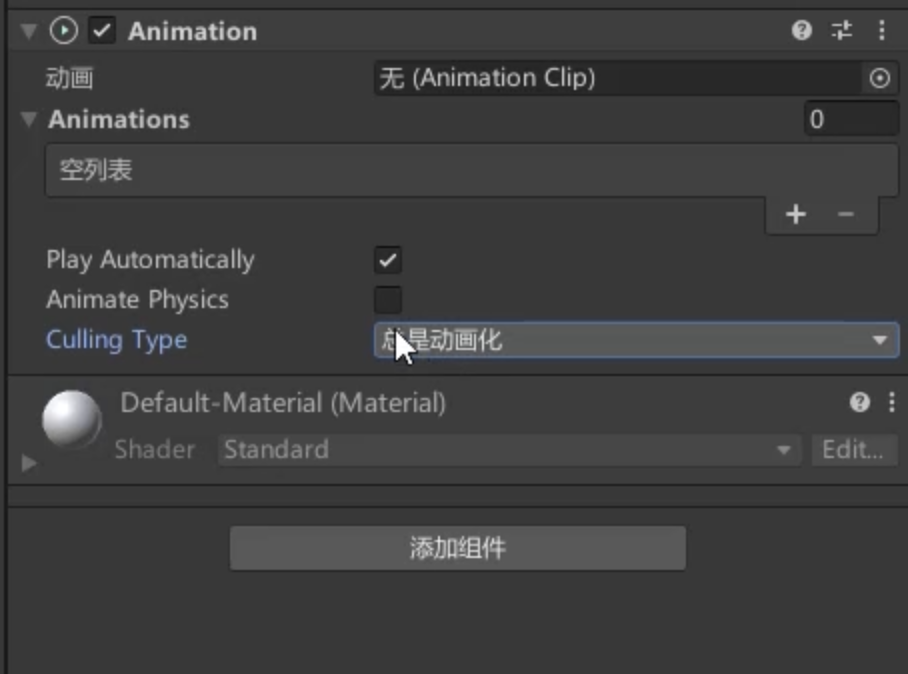 Animation
动画 无 (Animation Clip)
Animations 0
空列表
Play Automatically
Animate Physics
Culling Type 总是动画化
Default-Material (Material)
Shader Standard Edit...
添加组件